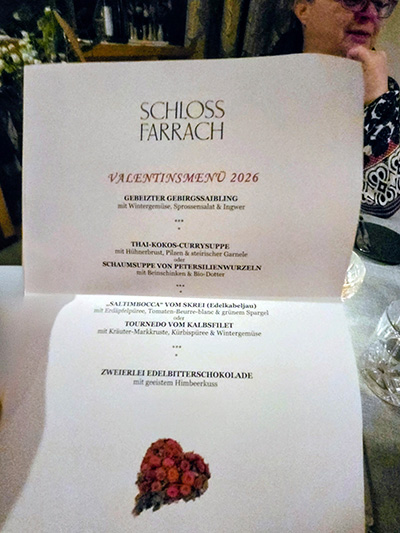 SCHLOSS
FARRACH
VALENTINSMENÜ 2026
GEBEIZTER GEBIRGSSAIBLING
mit Wintergemüse, Sprossensalat & Ingwer
***
*
THAI-KOKOS-CURRYSUPPE
mit Hühnerbrust, Pilzen & steirischer Garnele
oder
SCHAUMSUPPE VON PETERSILIENWURZELN
mit Beinschinken & Bio-Dotter
***
*
„SALTIMBOCCA“ VOM SKREI (Edelkabeljau)
mit Erdäpfelpüree, Tomaten-Beurre-blanc & grünem Spargel
oder
TOURNEDO VOM KALBSFILET
mit Kräuter-Markkruste, Kürbispüree & Wintergemüse
***
*
ZWEIERLEI EDELBITTERSCHOKOLADE
mit geeistem Himbeerkuss